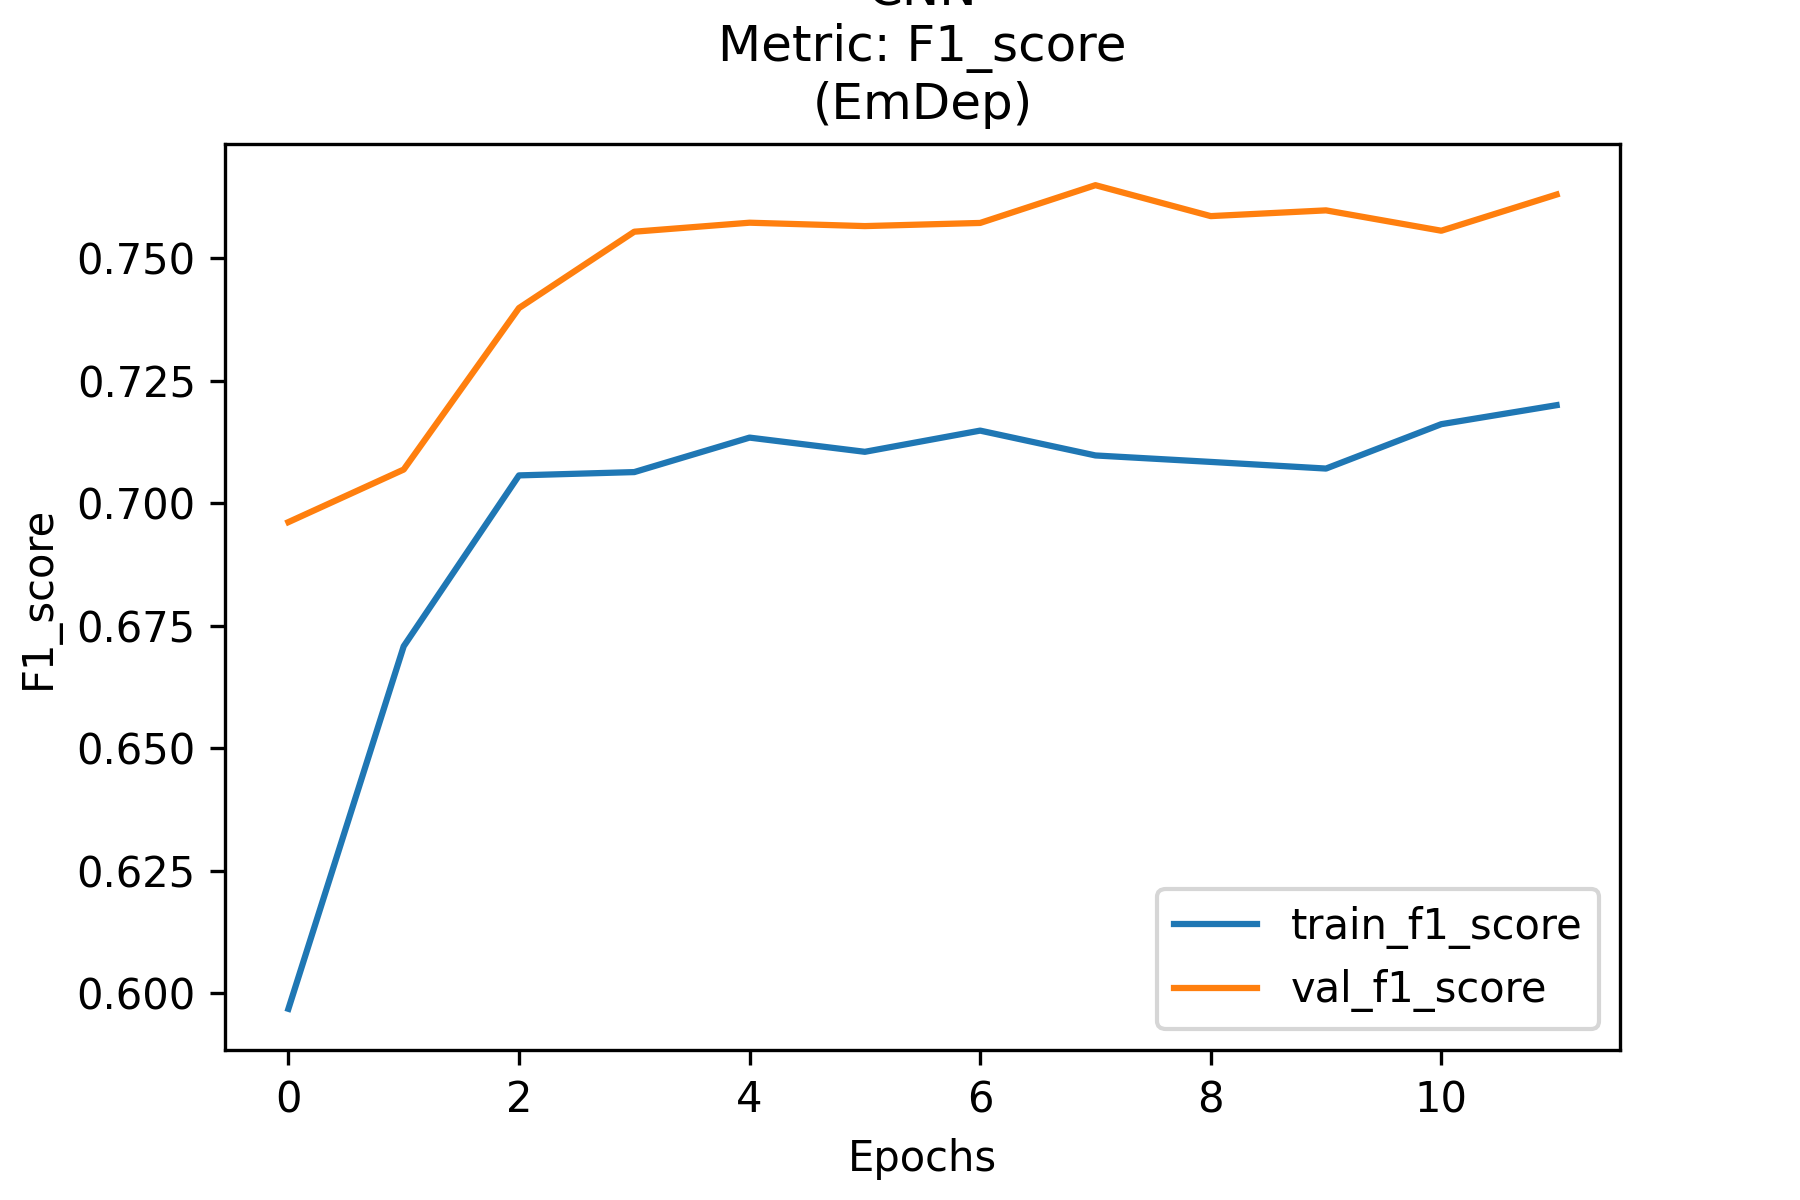 Metric: F1_score
(EmDep)
F1_score
0.750
0.725
0.700
0.675
0.650
0.625
0.600
train_f1_score
val_f1_score
0 2 4 6 8 10
Epochs